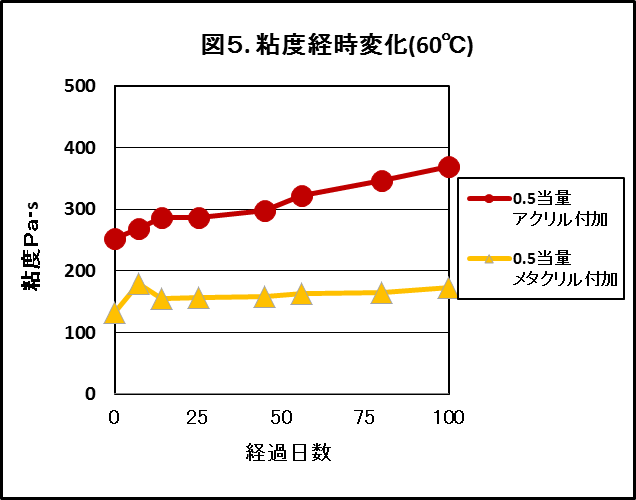 図5. 粘度経時変化(60℃)
500
400
300
200
100
0
粘度Pa・s
0 25 50 75 100
経過日数
0.5当量
アクリル付加
0.5当量
メタクリル付加